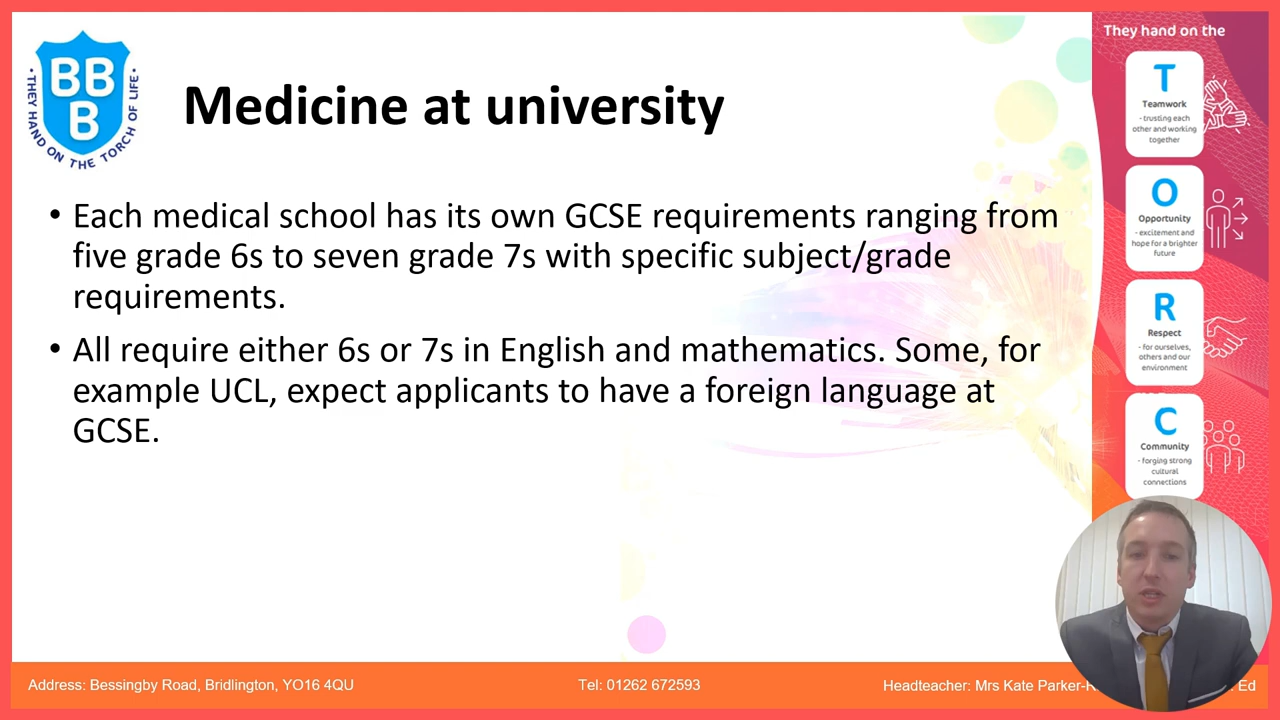 BB
B
• THEY HAND ON THE TORCH OF LIFE •
Medicine at university
• Each medical school has its own GCSE requirements ranging from
five grade 6s to seven grade 7s with specific subject/grade
requirements.
• All require either 6s or 7s in English and mathematics. Some, for
example UCL, expect applicants to have a foreign language at
GCSE.
They hand on the
T
Teamwork
- trusting each
other and working
together
O
Opportunity
- excitement and
hope for a brighter
future
R
Respect
- for ourselves,
others and our
environment
C
Community
- forging strong
cultural
connections
Address: Bessingby Road, Bridlington, YO16 4QU
Tel: 01262 672593
Headteacher: Mrs Kate Parker-
Ed